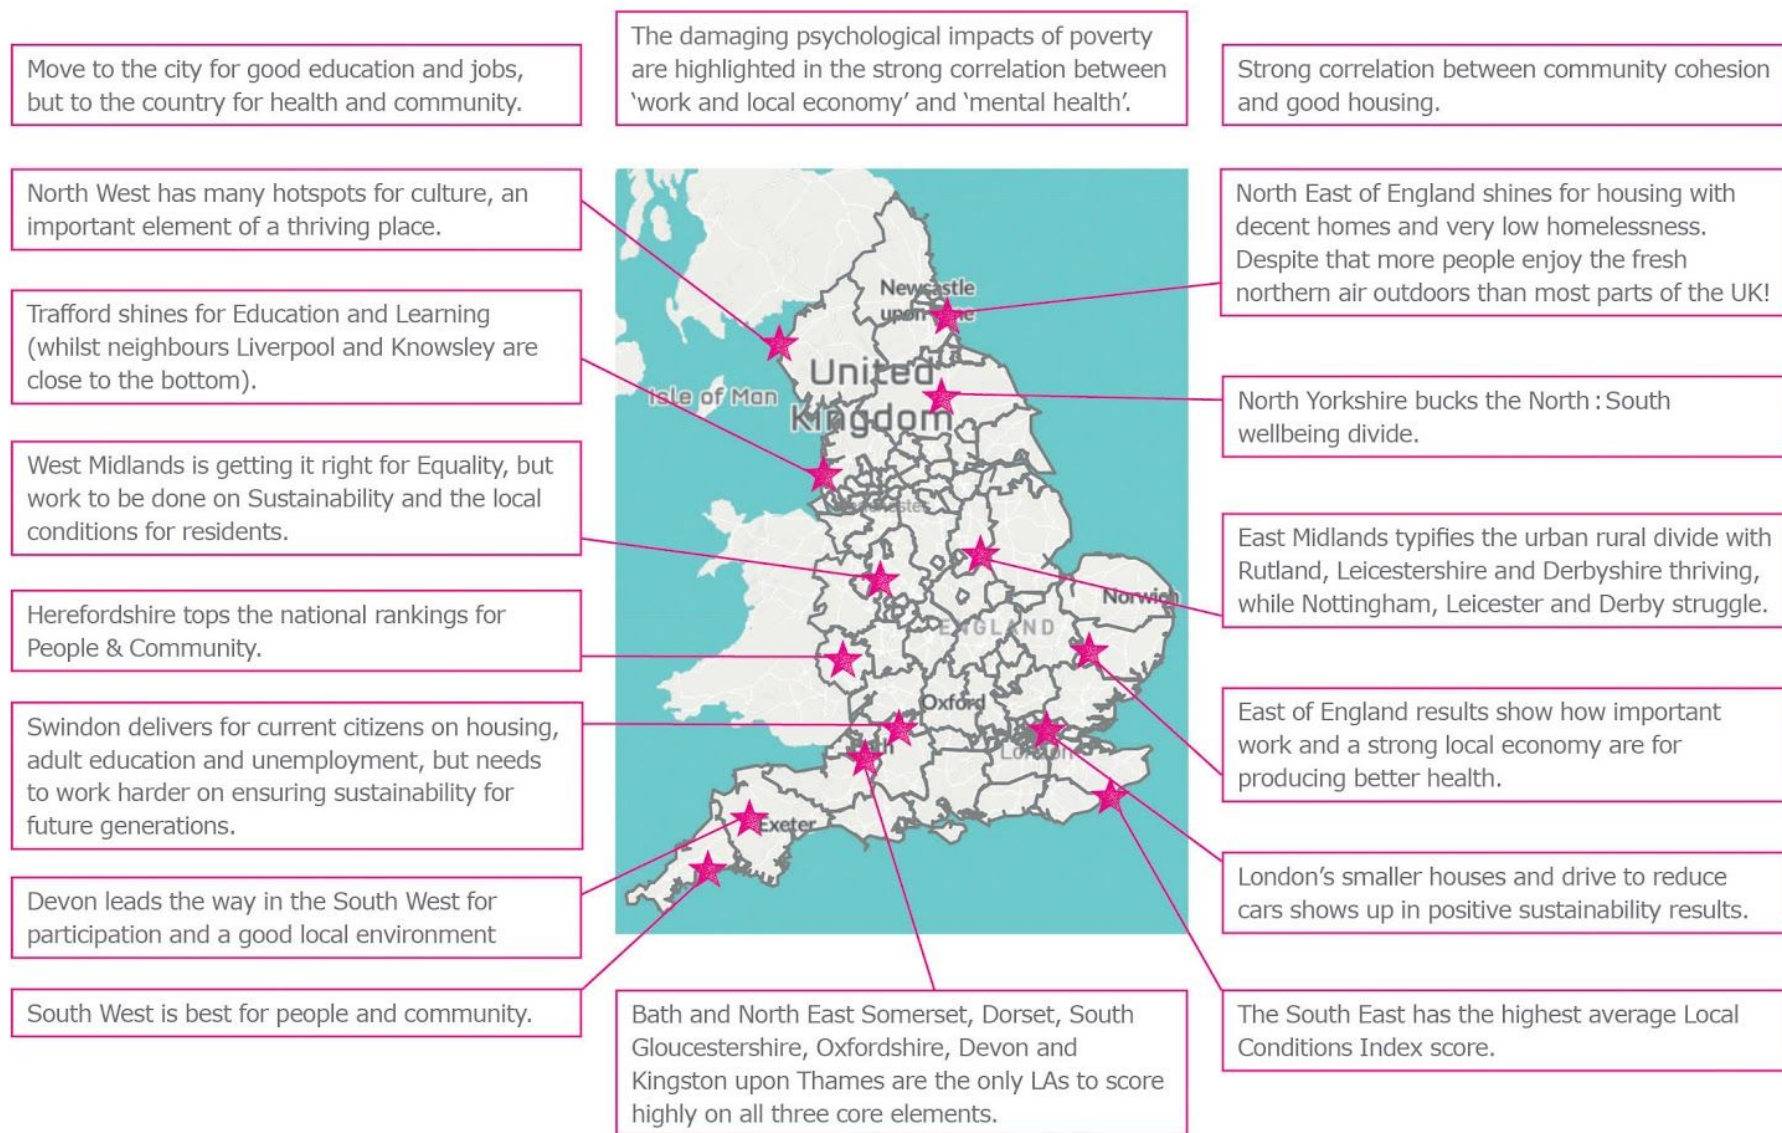 Move to the city for good education and jobs,
but to the country for health and community.
The damaging psychological impacts of poverty
are highlighted in the strong correlation between
‘work and local economy’ and ‘mental health’.
Strong correlation between community cohesion
and good housing.
North West has many hotspots for culture, an
important element of a thriving place.
Trafford shines for Education and Learning
(whilst neighbours Liverpool and Knowsley are
close to the bottom).
West Midlands is getting it right for Equality, but
work to be done on Sustainability and the local
conditions for residents.
Herefordshire tops the national rankings for
People & Community.
Swindon delivers for current citizens on housing,
adult education and unemployment, but needs
to work harder on ensuring sustainability for
future generations.
Devon leads the way in the South West for
participation and a good local environment
South West is best for people and community.
Newcastle
upon
United
Kingdom
Isle of Man
Norwich
ENGLAND
Oxford
London
Exeter
Bath and North East Somerset, Dorset, South
Gloucestershire, Oxfordshire, Devon and
Kingston upon Thames are the only LAs to score
highly on all three core elements.
North East of England shines for housing with
decent homes and very low homelessness.
Despite that more people enjoy the fresh
northern air outdoors than most parts of the UK!
North Yorkshire bucks the North : South
wellbeing divide.
East Midlands typifies the urban rural divide with
Rutland, Leicestershire and Derbyshire thriving,
while Nottingham, Leicester and Derby struggle.
East of England results show how important
work and a strong local economy are for
producing better health.
London’s smaller houses and drive to reduce
cars shows up in positive sustainability results.
The South East has the highest average Local
Conditions Index score.